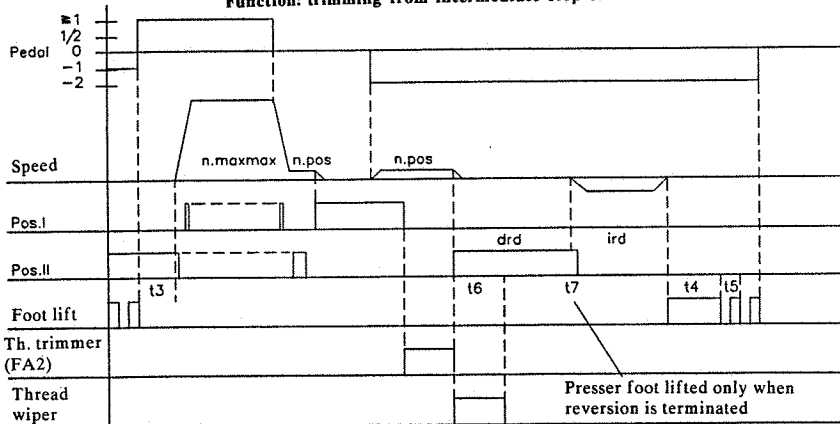 Function: trimming from intermediate stop
≥1
1/2
Pedal 0
−1
−2
n.maxmax n.pos n.pos
Speed
Pos.I
drd ird
Pos.II
t3 t6 t7 t4 t5
Foot lift
Th. trimmer
(FA2)
Thread
wiper
Presser foot lifted only when
reversion is terminated